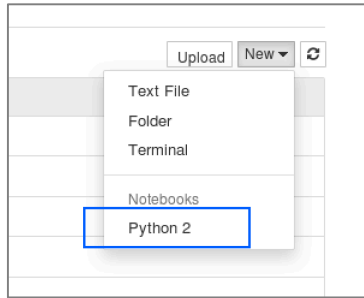 Upload New
Text File
Folder
Terminal
Notebooks
Python 2